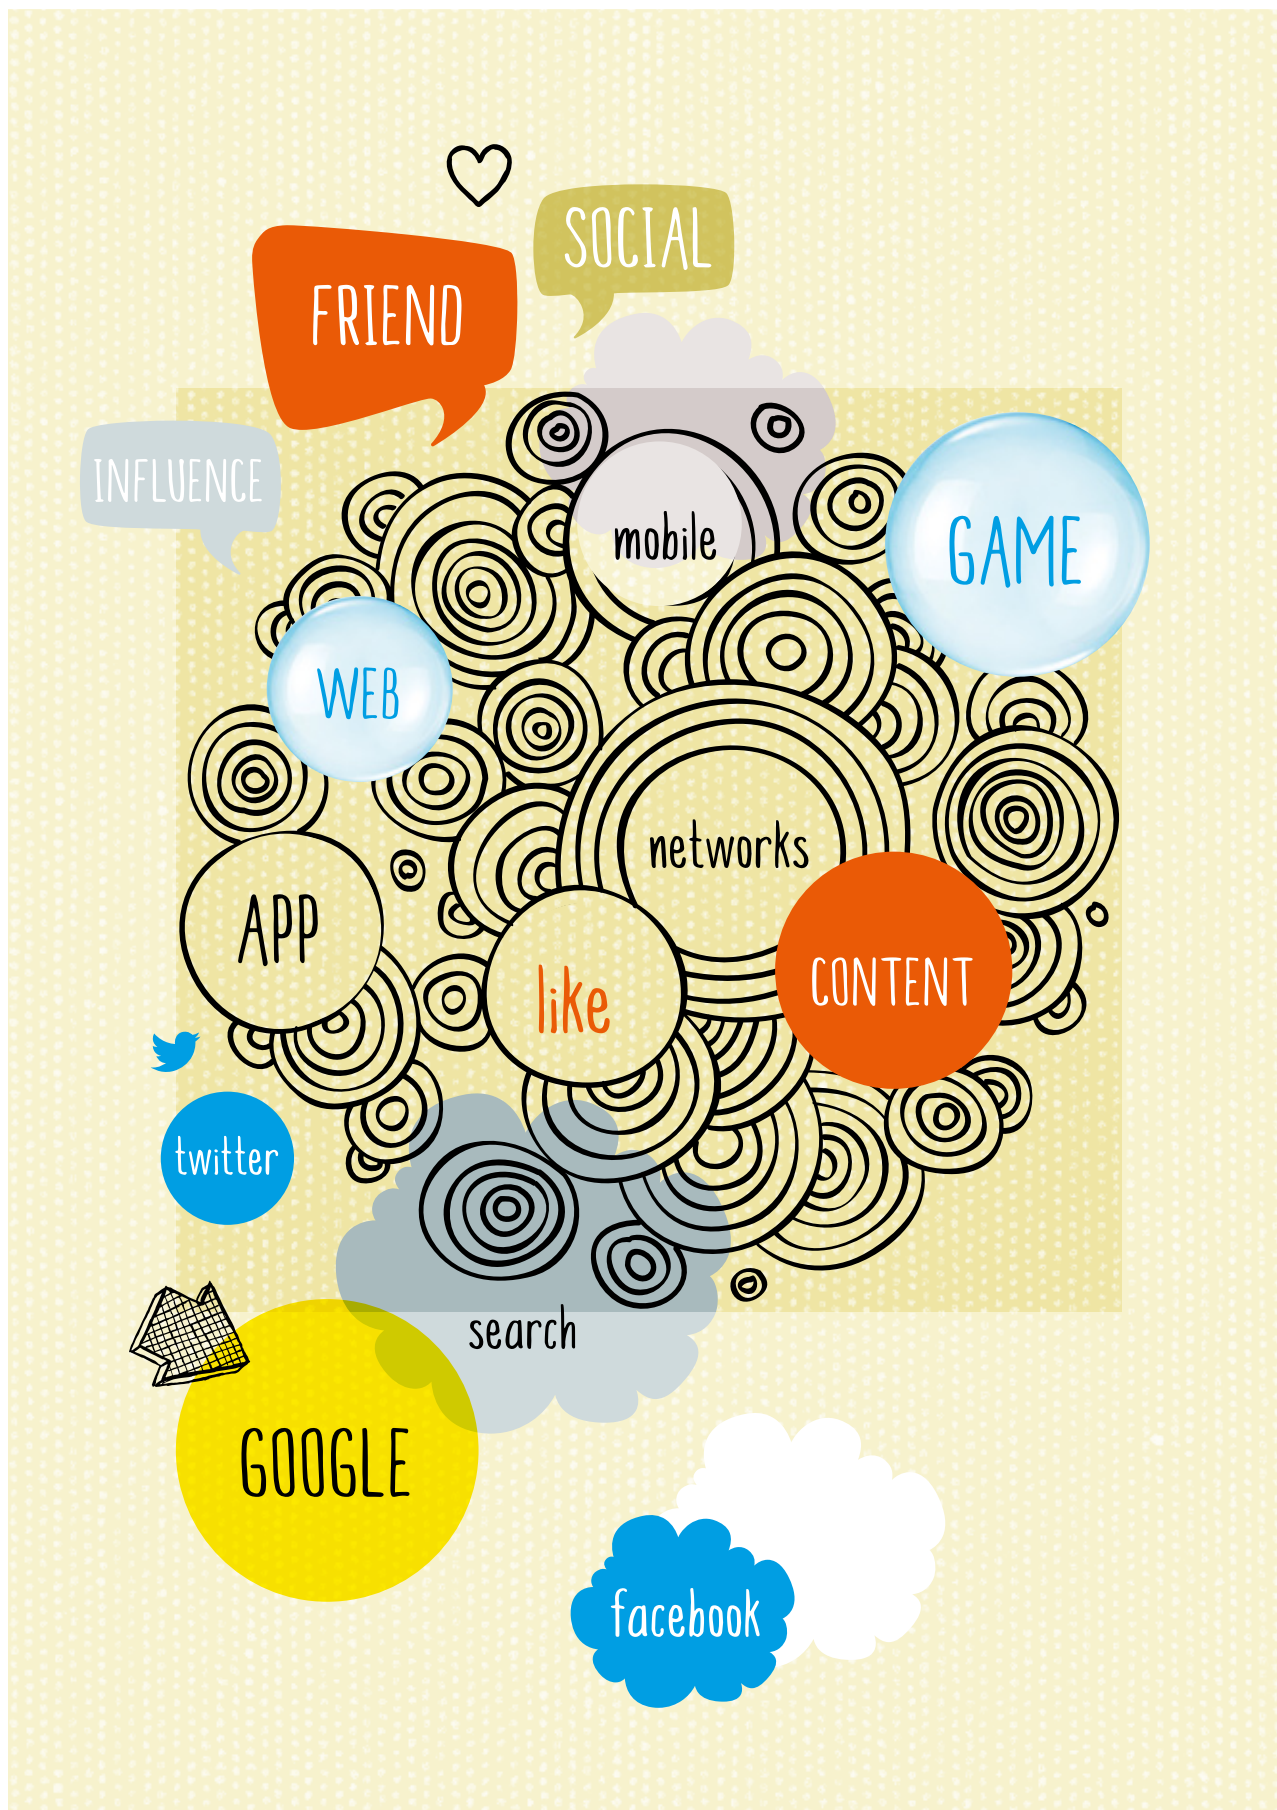 SOCIAL
FRIEND
INFLUENCE
mobile
GAME
WEB
networks
APP
CONTENT
like
twitter
search
GOOGLE
facebook